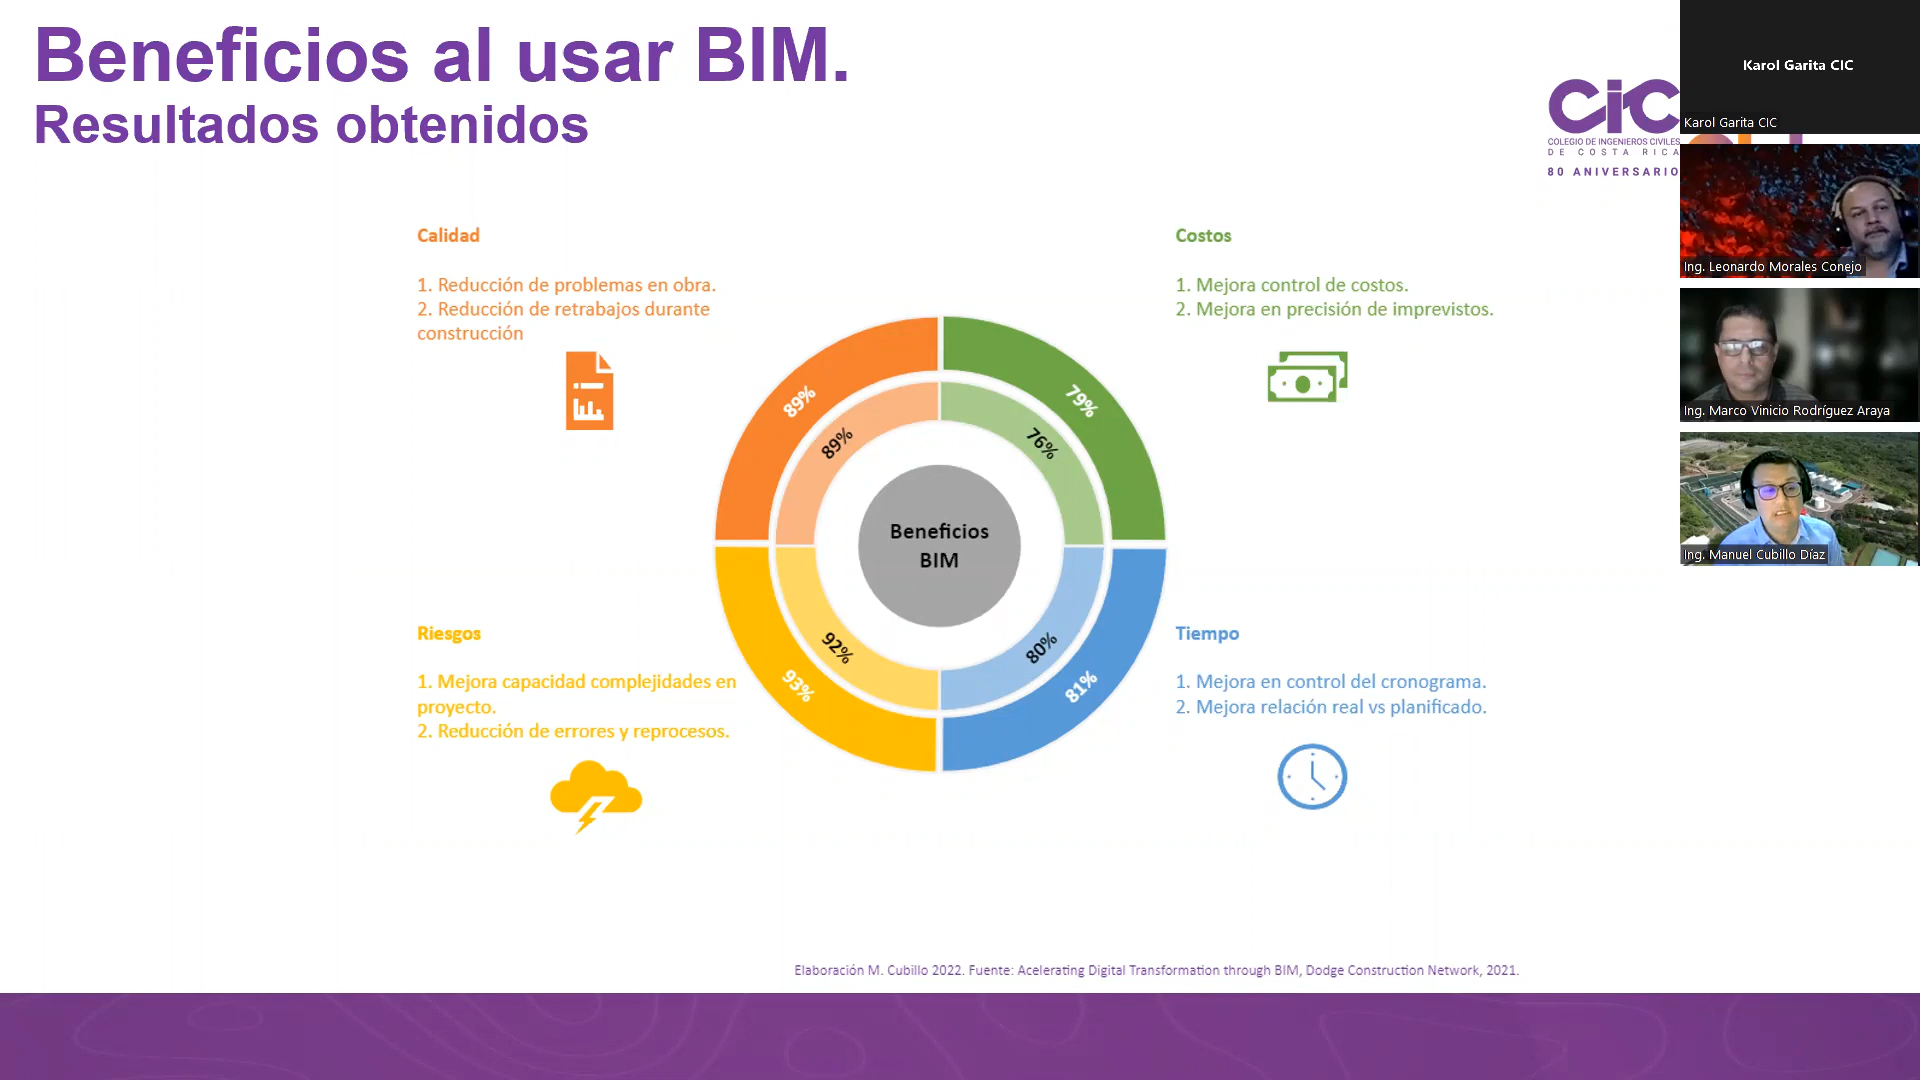 Beneficios al usar BIM.
Resultados obtenidos
CiC
COLEGIO DE INGENIEROS CIVILES
DE COSTA RICA
80 ANIVERSARIO
Karol Garita CIC
Karol Garita CIC
Ing. Leonardo Morales Conejo
Ing. Marco Vinicio Rodríguez Araya
Ing. Manuel Cubillo Díaz
Calidad
1. Reducción de problemas en obra.
2. Reducción de retrabajos durante
construcción
Costos
1. Mejora control de costos.
2. Mejora en precisión de imprevistos.
89%
79%
89%
76%
Beneficios
BIM
92%
80%
93%
81%
Riesgos
1. Mejora capacidad complejidades en
proyecto.
2. Reducción de errores y reprocesos.
Tiempo
1. Mejora en control del cronograma.
2. Mejora relación real vs planificado.
Elaboración M. Cubillo 2022. Fuente: Acelerating Digital Transformation through BIM, Dodge Construction Network, 2021.